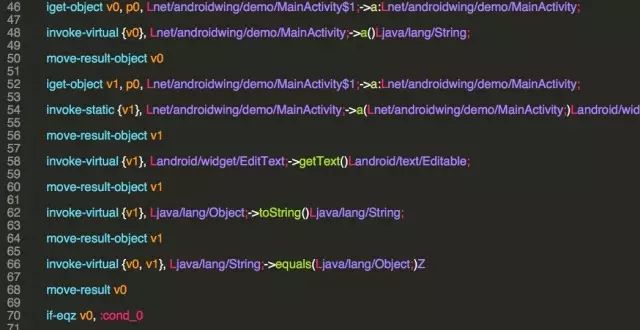 46 iget-object v0, p0, Lnet/androidwing/demo/MainActivity$1;->a:Lnet/androidwing/demo/MainActivity;
47
48 invoke-virtual {v0}, Lnet/androidwing/demo/MainActivity;->a()Ljava/lang/String;
49
50 move-result-object v0
51
52 iget-object v1, p0, Lnet/androidwing/demo/MainActivity$1;->a:Lnet/androidwing/demo/MainActivity;
53
54 invoke-static {v1}, Lnet/androidwing/demo/MainActivity;->a(Lnet/androidwing/demo/MainActivity;)Landroid/wid
55
56 move-result-object v1
57
58 invoke-virtual {v1}, Landroid/widget/EditText;->getText()Landroid/text/Editable;
59
60 move-result-object v1
61
62 invoke-virtual {v1}, Ljava/lang/Object;->toString()Ljava/lang/String;
63
64 move-result-object v1
65
66 invoke-virtual {v0, v1}, Ljava/lang/String;->equals(Ljava/lang/Object;)Z
67
68 move-result v0
69
70 if-eqz v0, :cond_0
71